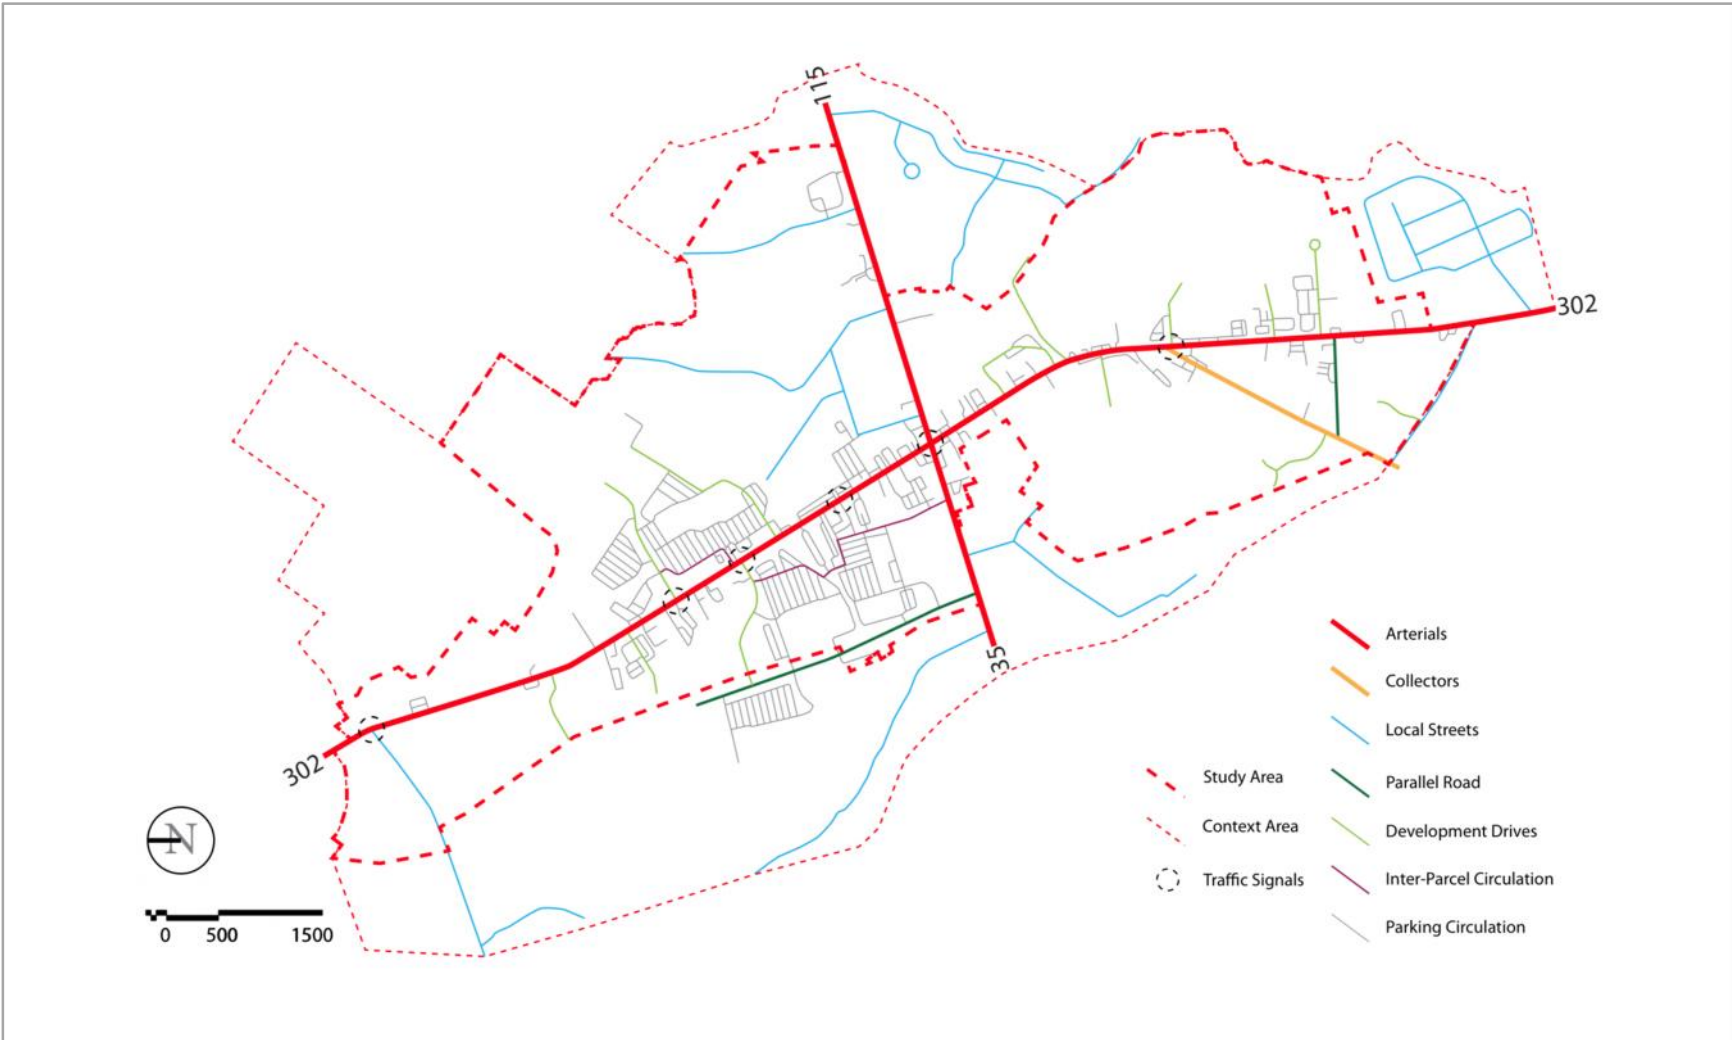 115
302
35
302
Arterials
Collectors
Local Streets
Study Area
Parallel Road
Context Area
Development Drives
Traffic Signals
Inter-Parcel Circulation
Parking Circulation
N
0 500 1500